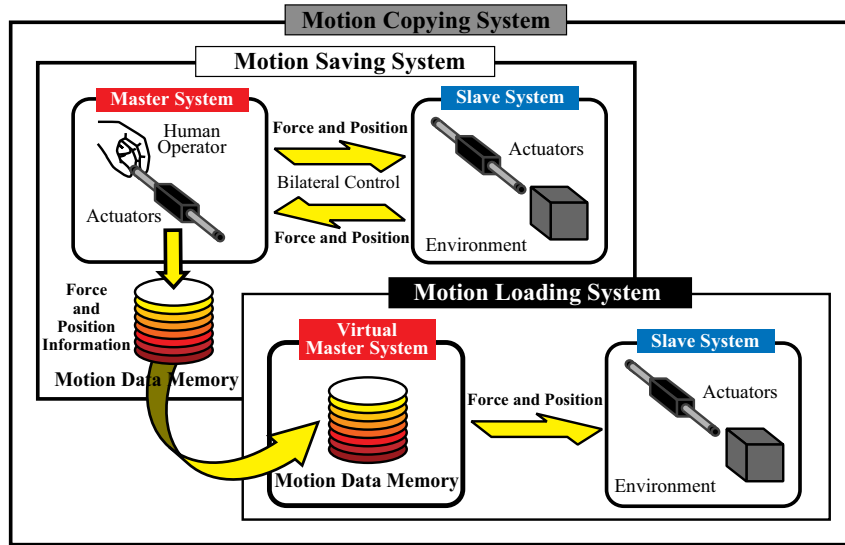 Motion Copying System
Motion Saving System
Master System
Human
Operator
Actuators
Force and Position
Bilateral Control
Force and Position
Slave System
Actuators
Environment
Force
and
Position
Information
Motion Data Memory
Motion Loading System
Virtual
Master System
Motion Data Memory
Force and Position
Slave System
Actuators
Environment